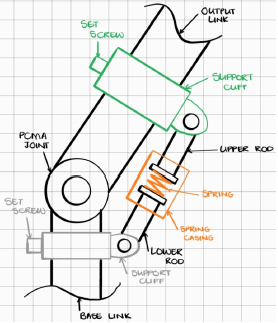 OUTPUT
LINK
SET
SCREW
SUPPORT
CUFF
PCMA
JOINT
UPPER ROD
SPRING
SET
SCREW
SPRING
CASING
LOWER
ROD
SUPPORT
CUFF
BASE LINK